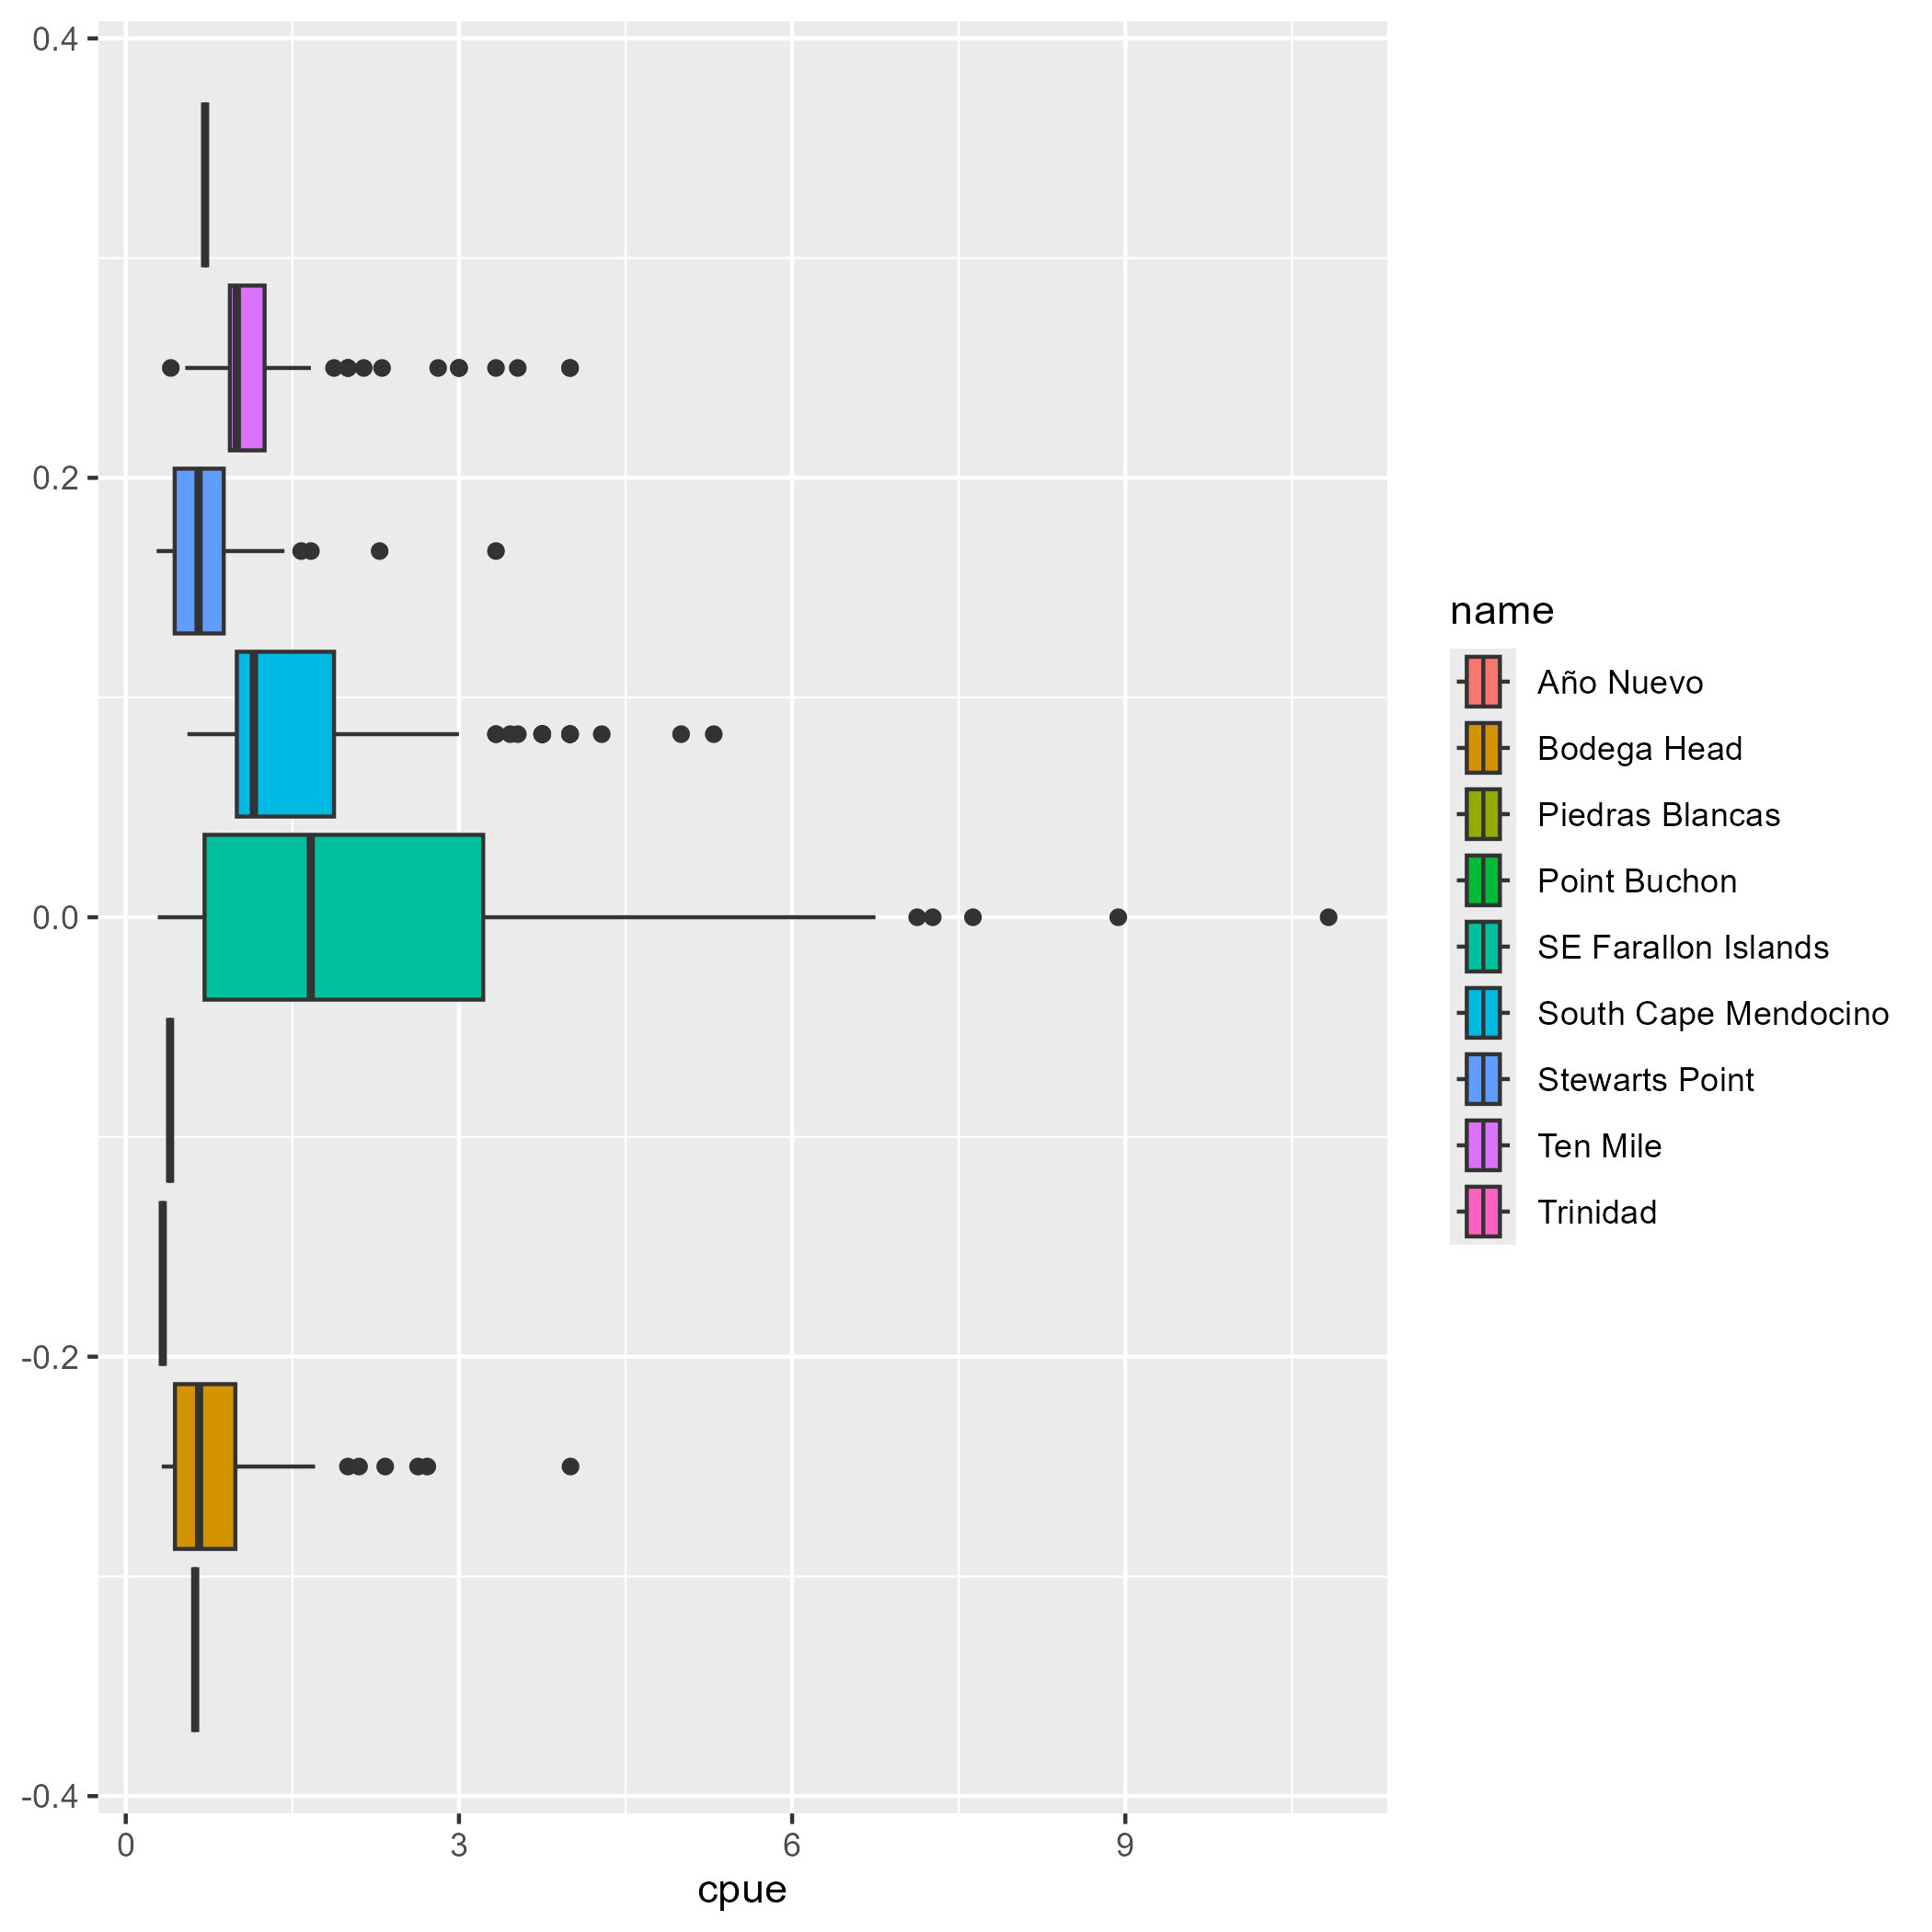 0.4
0.2
0.0
-0.2
-0.4
0
3
6
9
cpue
name
Año Nuevo
Bodega Head
Piedras Blancas
Point Buchon
SE Farallon Islands
South Cape Mendocino
Stewarts Point
Ten Mile
Trinidad